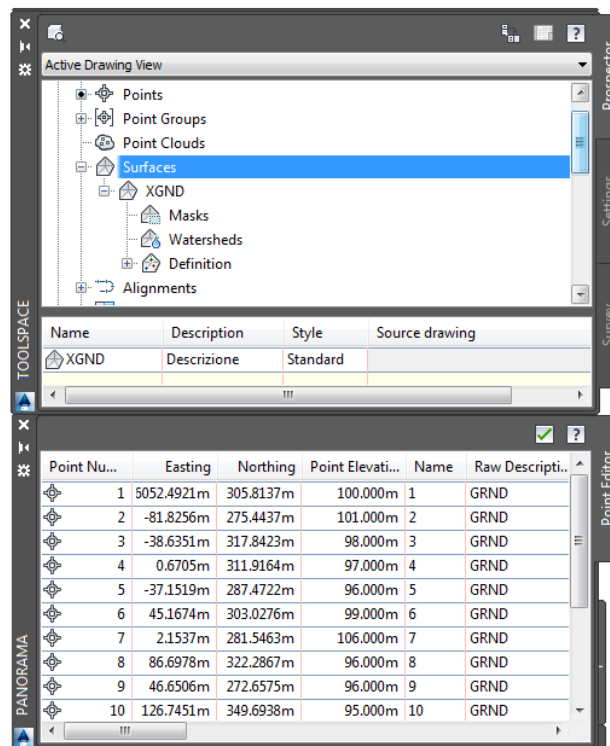 Active Drawing View
Prospector
Points
Point Groups
Point Clouds
Surfaces
XGND
Settings
Masks
Watersheds
Definition
Alignments
TOOLSPACE
Survey
Name Description Style Source drawing
XGND Descrizione Standard
Point Nu... Easting Northing Point Elevati... Name Raw Descripti..
Point Editor
1 6052.4921m 305.8137m 100.000m 1 GRND
2 -81.8256m 275.4437m 101.000m 2 GRND
3 -38.6351m 317.8423m 98.000m 3 GRND
4 0.6705m 311.9164m 97.000m 4 GRND
5 -37.1519m 287.4722m 96.000m 5 GRND
6 45.1674m 303.0276m 99.000m 6 GRND
7 2.1537m 281.5463m 106.000m 7 GRND
8 86.6978m 322.2867m 96.000m 8 GRND
9 46.6506m 272.6575m 96.000m 9 GRND
10 126.7451m 349.6938m 95.000m 10 GRND
PANORAMA